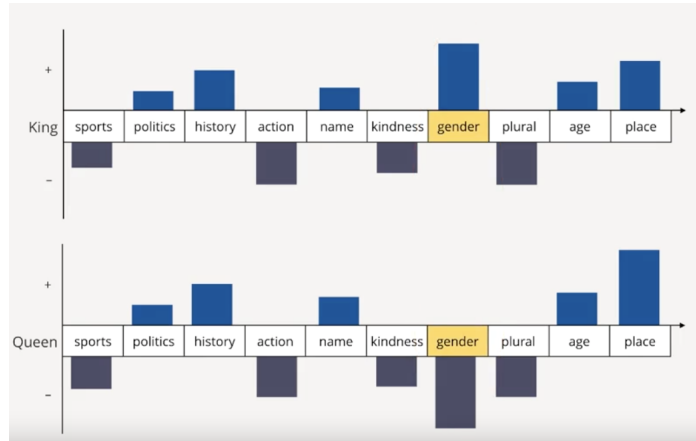 +
King sports politics history action name kindness gender plural age place
–
+
Queen sports politics history action name kindness gender plural age place
–